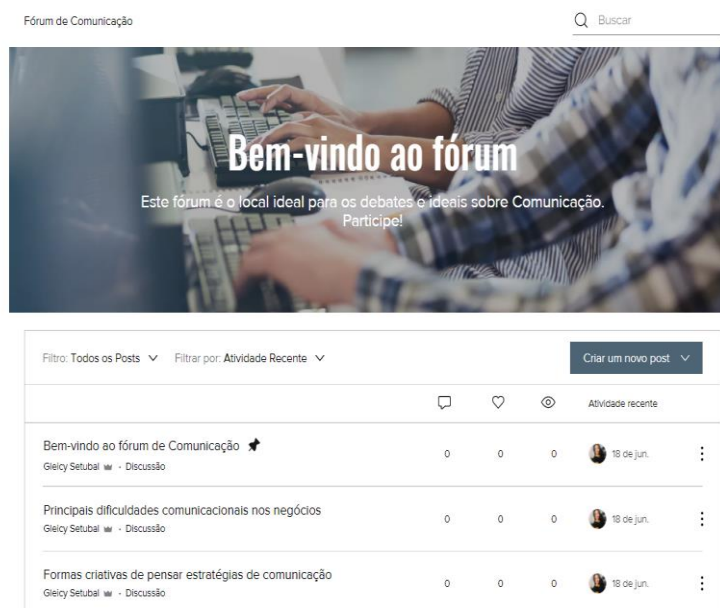 Fórum de Comunicação
Buscar
Bem-vindo ao fórum
Este fórum é o local ideal para os debates e ideais sobre Comunicação.
Participe!
Filtro: Todos os Posts Filtrar por: Atividade Recente Criar um novo post
Atividade recente
Bem-vindo ao fórum de Comunicação
Gleicy Setubal - Discussão
0 0 0 18 de jun.
Principais dificuldades comunicacionais nos negócios
Gleicy Setubal - Discussão
0 0 0 18 de jun.
Formas criativas de pensar estratégias de comunicação
Gleicy Setubal - Discussão
0 0 0 18 de jun.